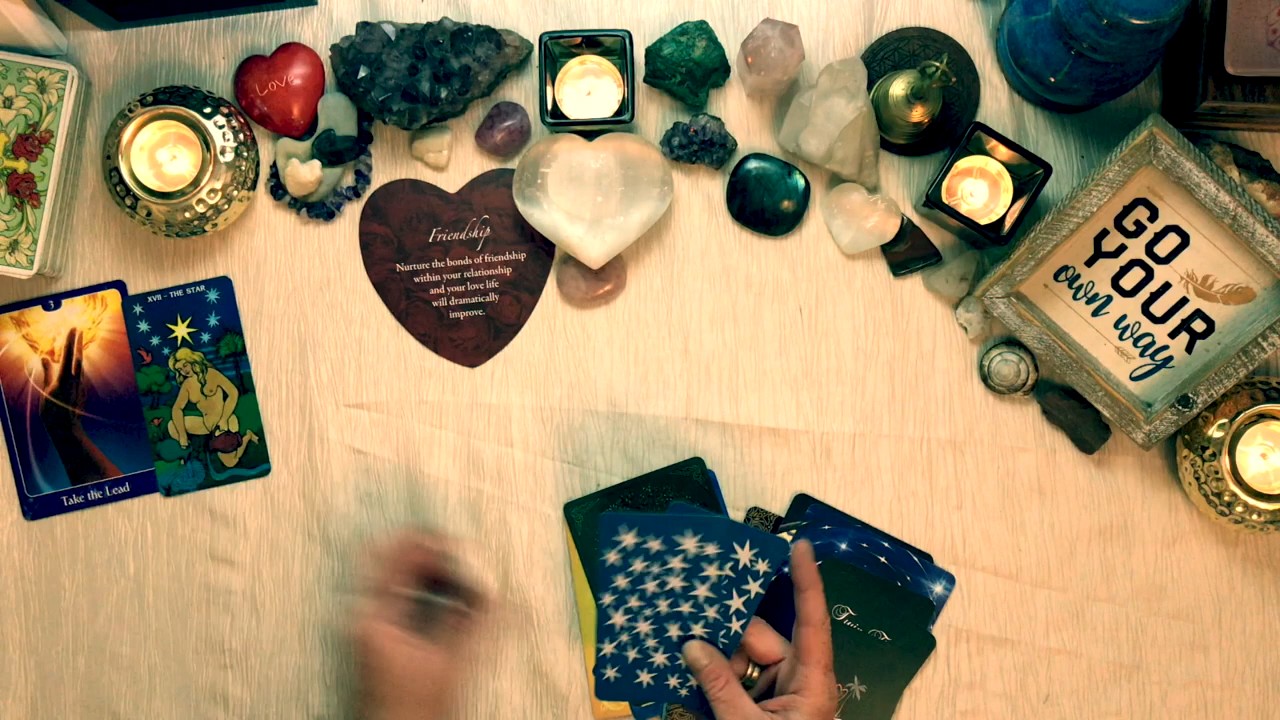 Love
Friendship
Nurture the bonds of friendship
within your relationship
and your love life
will dramatically
improve.
GO
YOUR
own way
3
XVII - THE STAR
Take the Lead